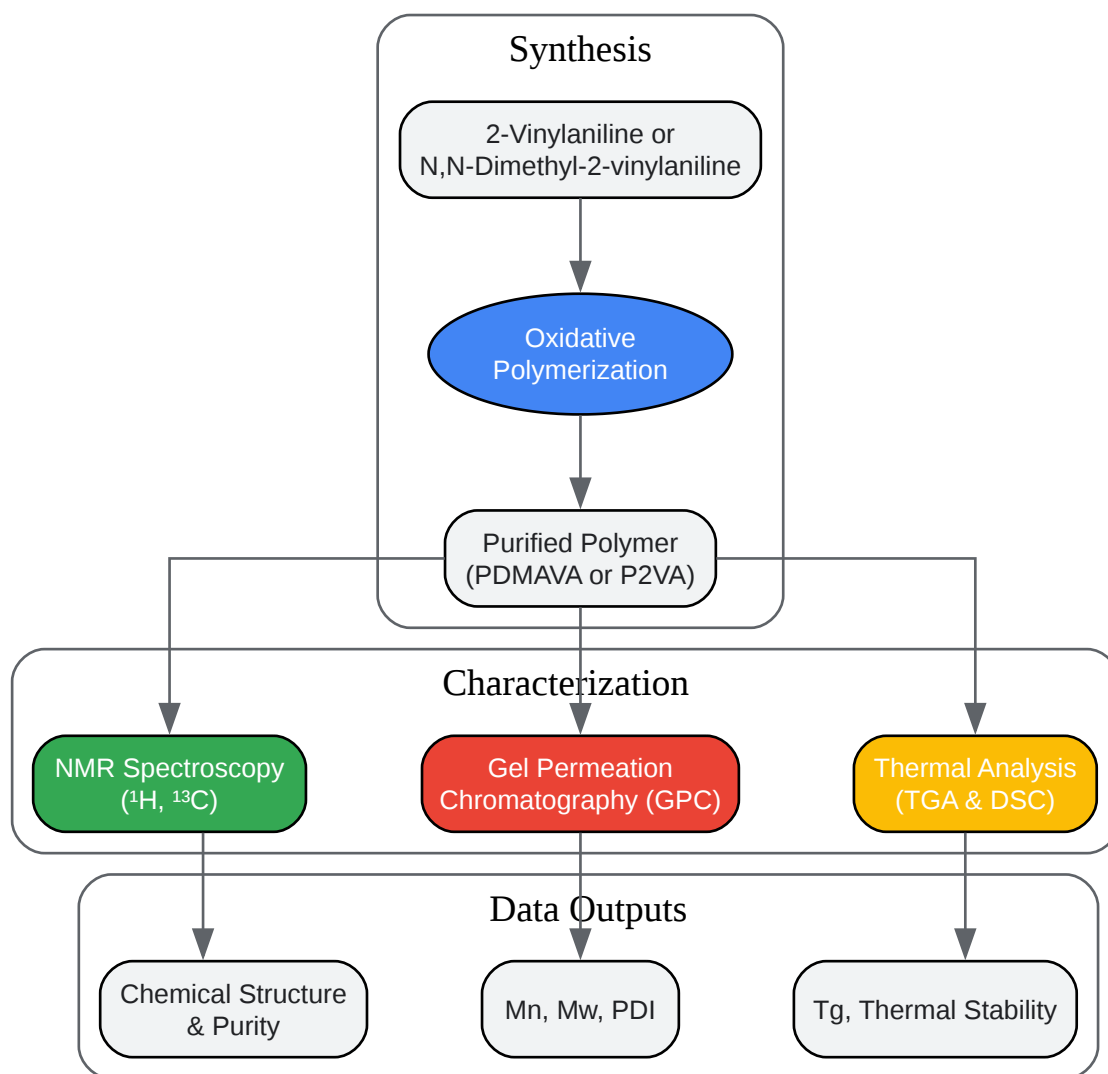 Synthesis
2-Vinylaniline or
N,N-Dimethyl-2-vinylaniline
Oxidative
Polymerization
Purified Polymer
(PDMAVA or P2VA)
Characterization
NMR Spectroscopy
(¹H, ¹³C)
Gel Permeation
Chromatography (GPC)
Thermal Analysis
(TGA & DSC)
Data Outputs
Chemical Structure
& Purity
Mn, Mw, PDI
Tg, Thermal Stability